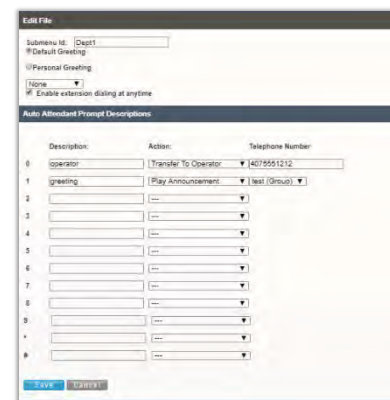 Edit File
Submenu Id: Dept1
Default Greeting
Personal Greeting
None
Enable extension dialing at anytime
Auto Attendant Prompt Descriptions
Description: Action: Telephone Number
0 operator Transfer To Operator 4075551212
1 greeting Play Announcement test (Group)
2 ---
3 ---
4 ---
5 ---
6 ---
7 ---
8 ---
9 ---
* ---
# ---
Save Cancel